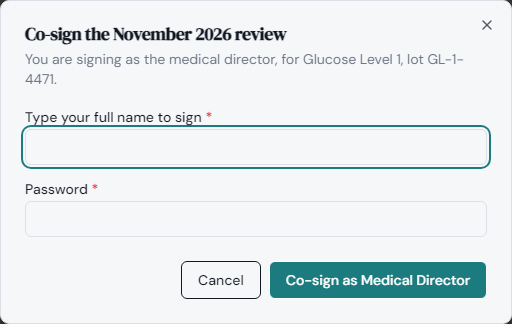 Co-sign the November 2026 review
You are signing as the medical director, for Glucose Level 1, lot GL-1-
4471.
Type your full name to sign *
Password *
Cancel
Co-sign as Medical Director